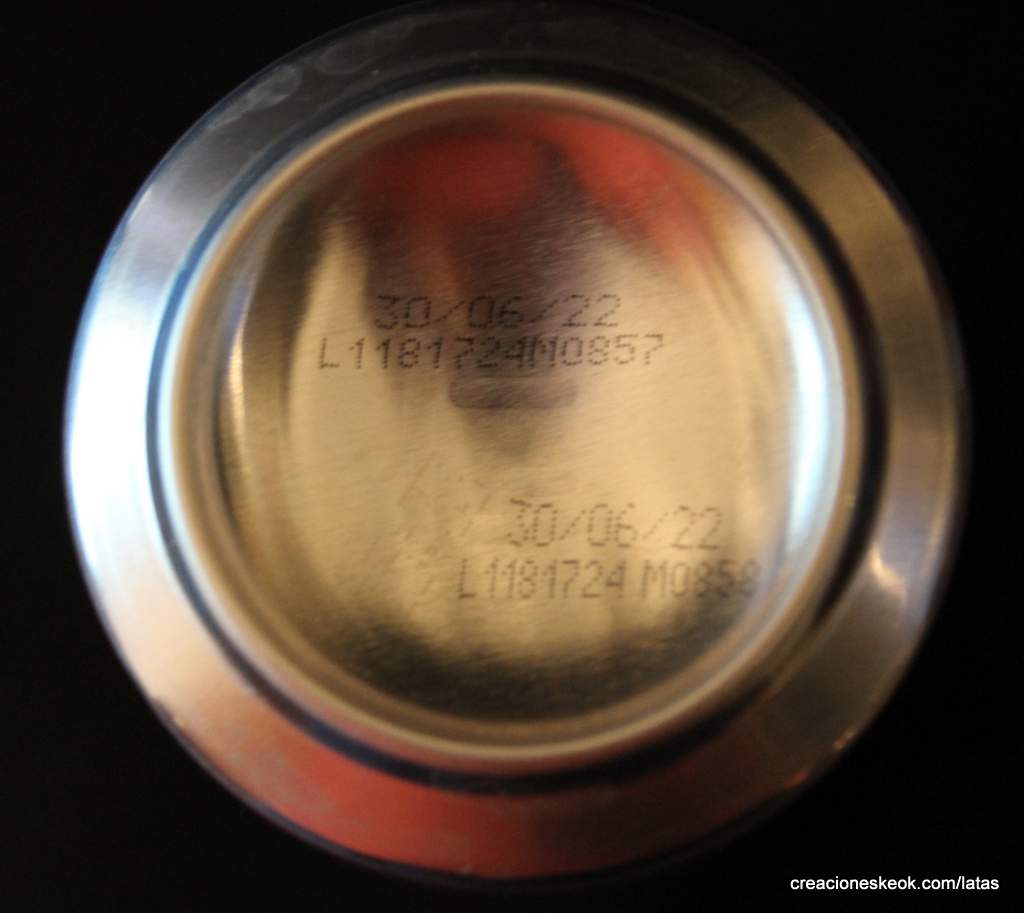 30/06/22
L1181724M0857
30/06/22
L1181724 M0858
creacioneskeok.com/latas